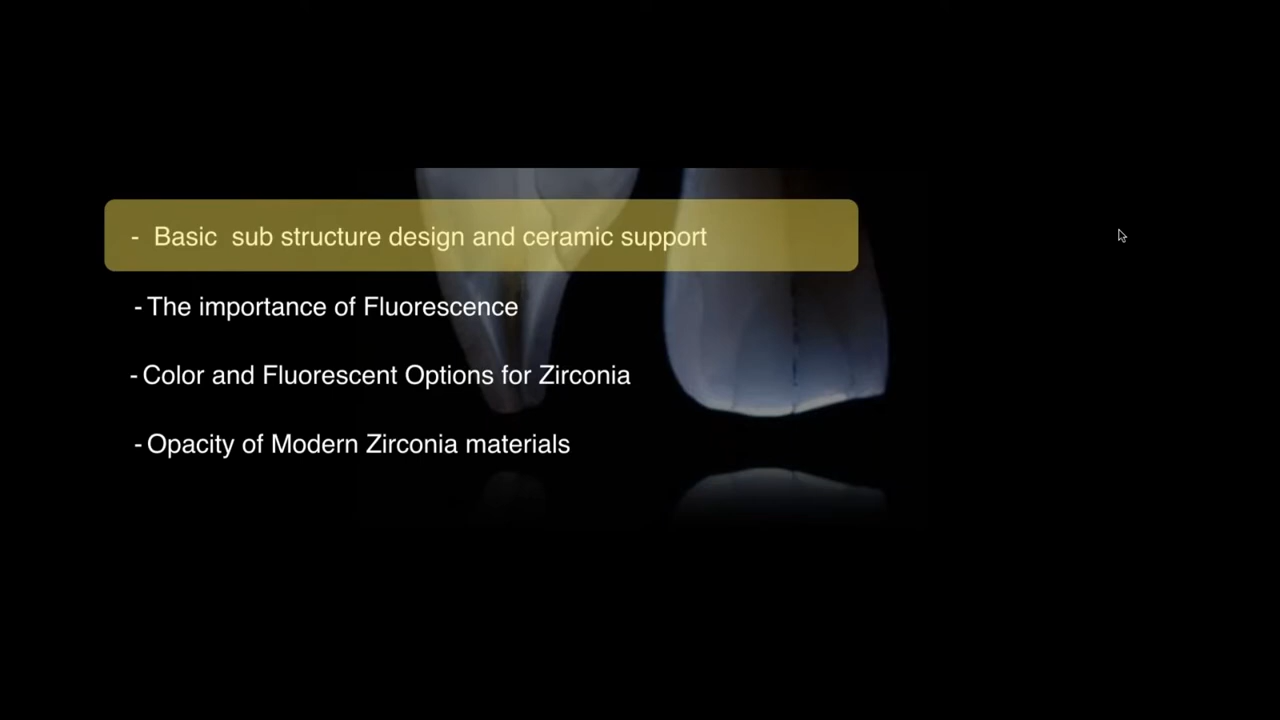 - Basic sub structure design and ceramic support
- The importance of Fluorescence
- Color and Fluorescent Options for Zirconia
- Opacity of Modern Zirconia materials